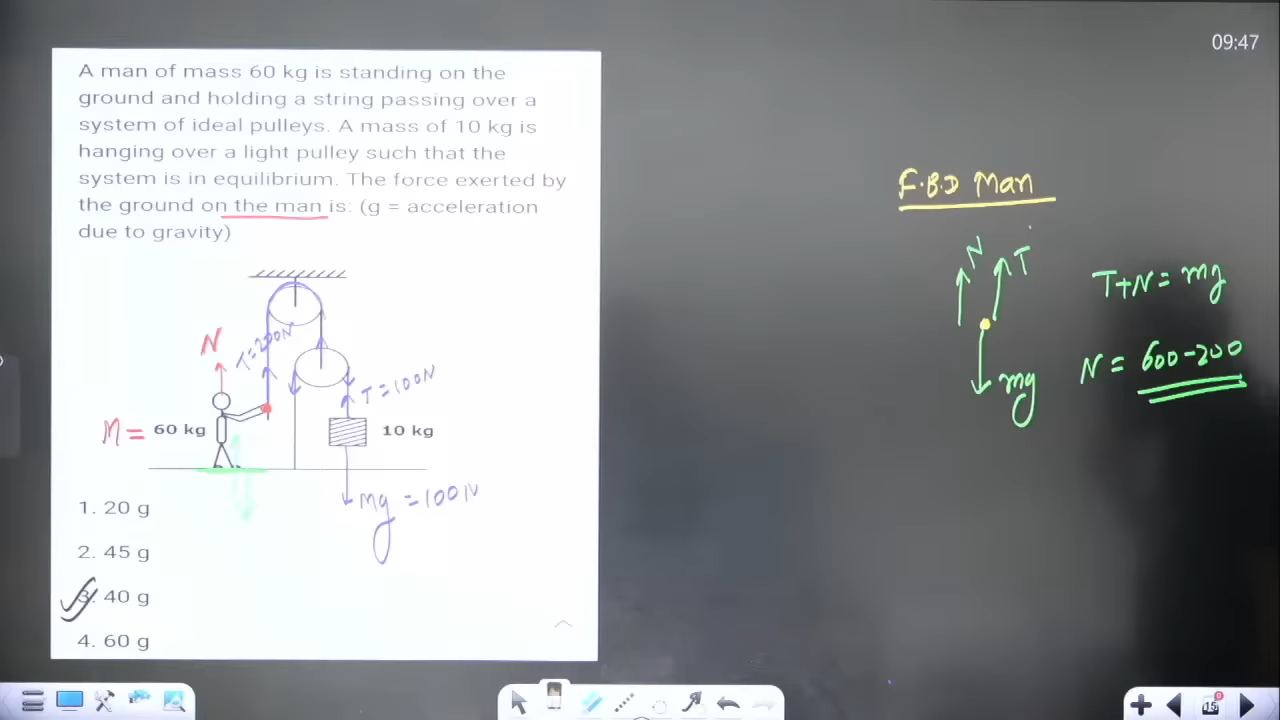 09:47
A man of mass 60 kg is standing on the
ground and holding a string passing over a
system of ideal pulleys. A mass of 10 kg is
hanging over a light pulley such that the
system is in equilibrium. The force exerted by
the ground on the man is: (g = acceleration
due to gravity)
N
T=200N
T=100N
M= 60 kg
10 kg
mg =100N
1. 20 g
2. 45 g
3. 40 g
4. 60 g
F.B.D Man
N T
T+N= mg
mg
N = 600-200
15